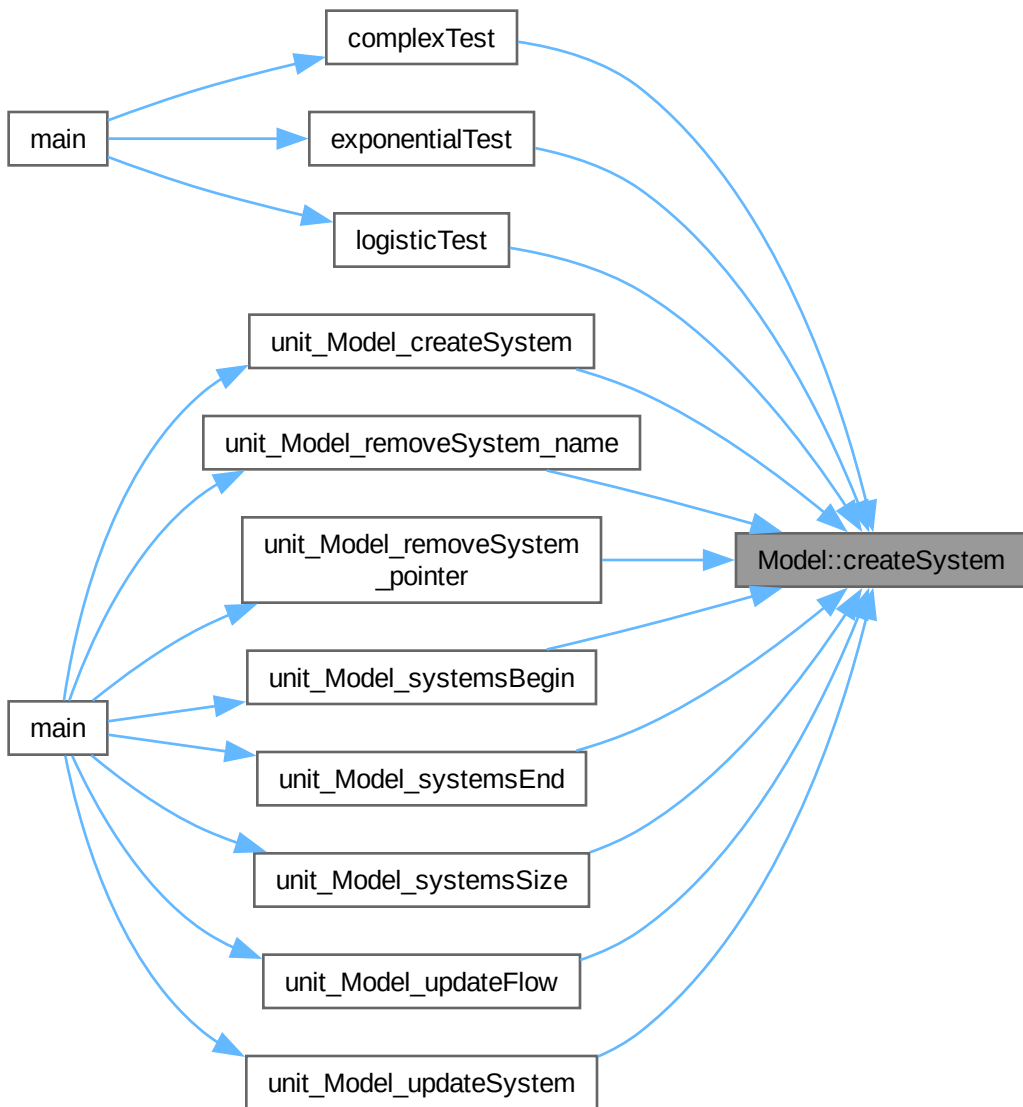 complexTest
main
exponentialTest
logisticTest
unit_Model_createSystem
unit_Model_removeSystem_name
unit_Model_removeSystem
_pointer
Model::createSystem
unit_Model_systemsBegin
main
unit_Model_systemsEnd
unit_Model_systemsSize
unit_Model_updateFlow
unit_Model_updateSystem